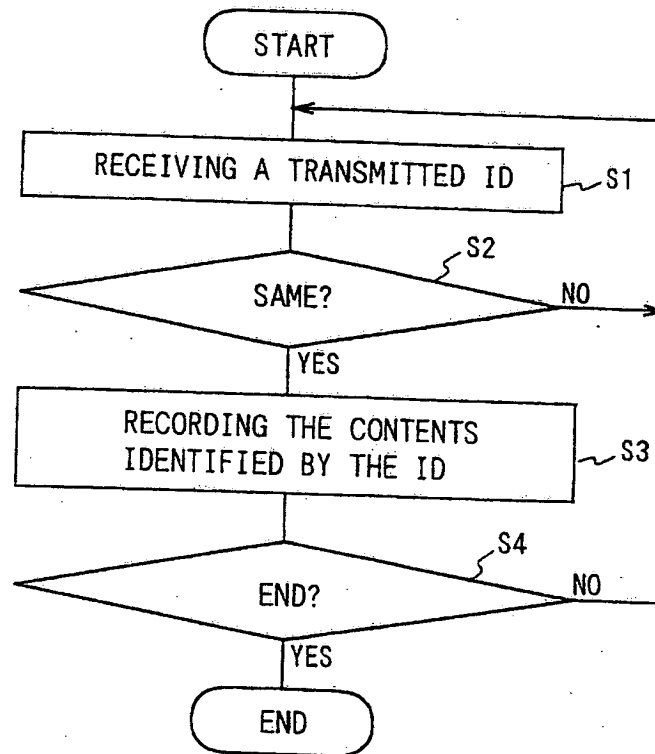 START
RECEIVING A TRANSMITTED ID
S1
S2
SAME?
NO
YES
RECORDING THE CONTENTS
IDENTIFIED BY THE ID
S3
S4
END?
NO
YES
END